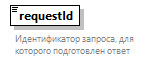 requestId
Идентификатор запроса, для
которого подготовлен ответ